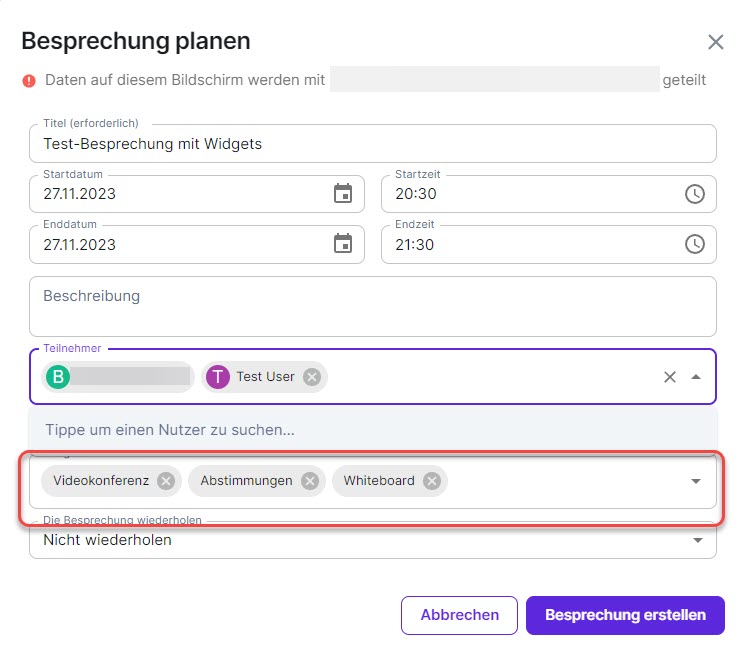 Besprechung planen
Daten auf diesem Bildschirm werden mit geteilt
Titel (erforderlich)
Test-Besprechung mit Widgets
Startdatum
27.11.2023
Startzeit
20:30
Enddatum
27.11.2023
Endzeit
21:30
Beschreibung
Teilnehmer
B
T Test User
Tippe um einen Nutzer zu suchen...
Videokonferenz Abstimmungen Whiteboard
Die Besprechung wiederholen
Nicht wiederholen
Abbrechen Besprechung erstellen